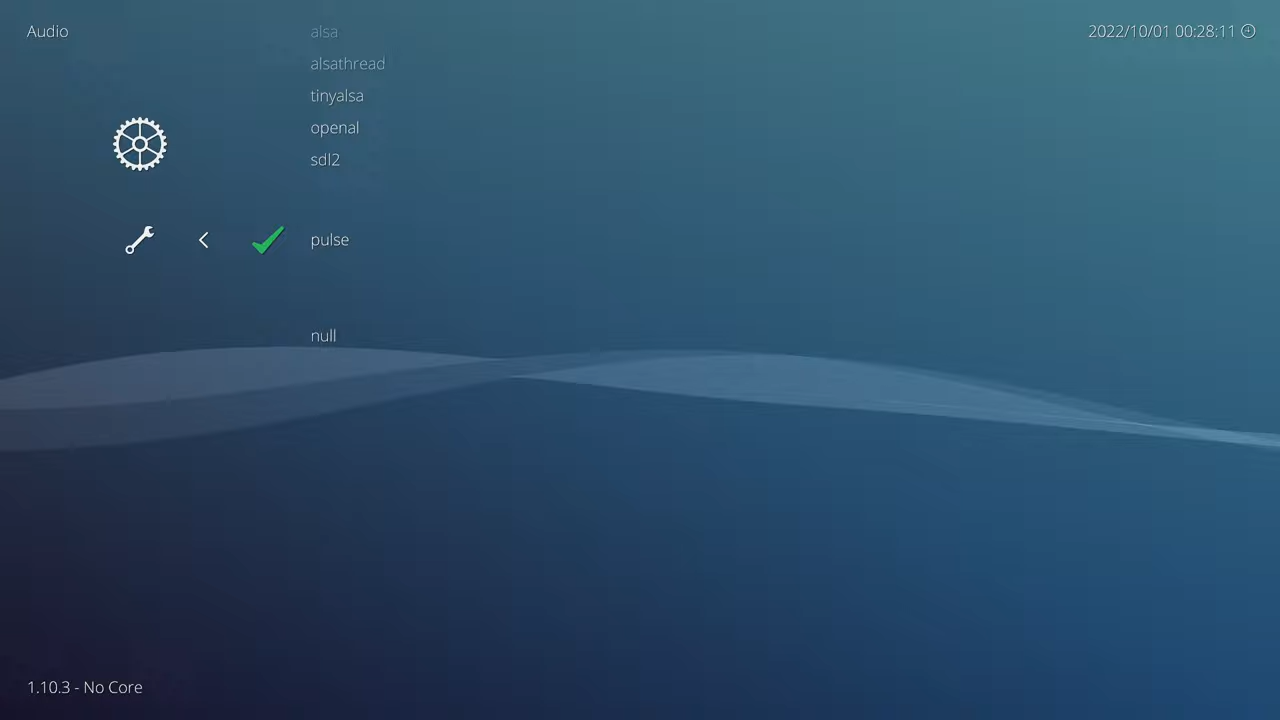 Audio
2022/10/01 00:28:11
alsa
alsathread
tinyalsa
openal
sdl2
pulse
null
1.10.3 - No Core